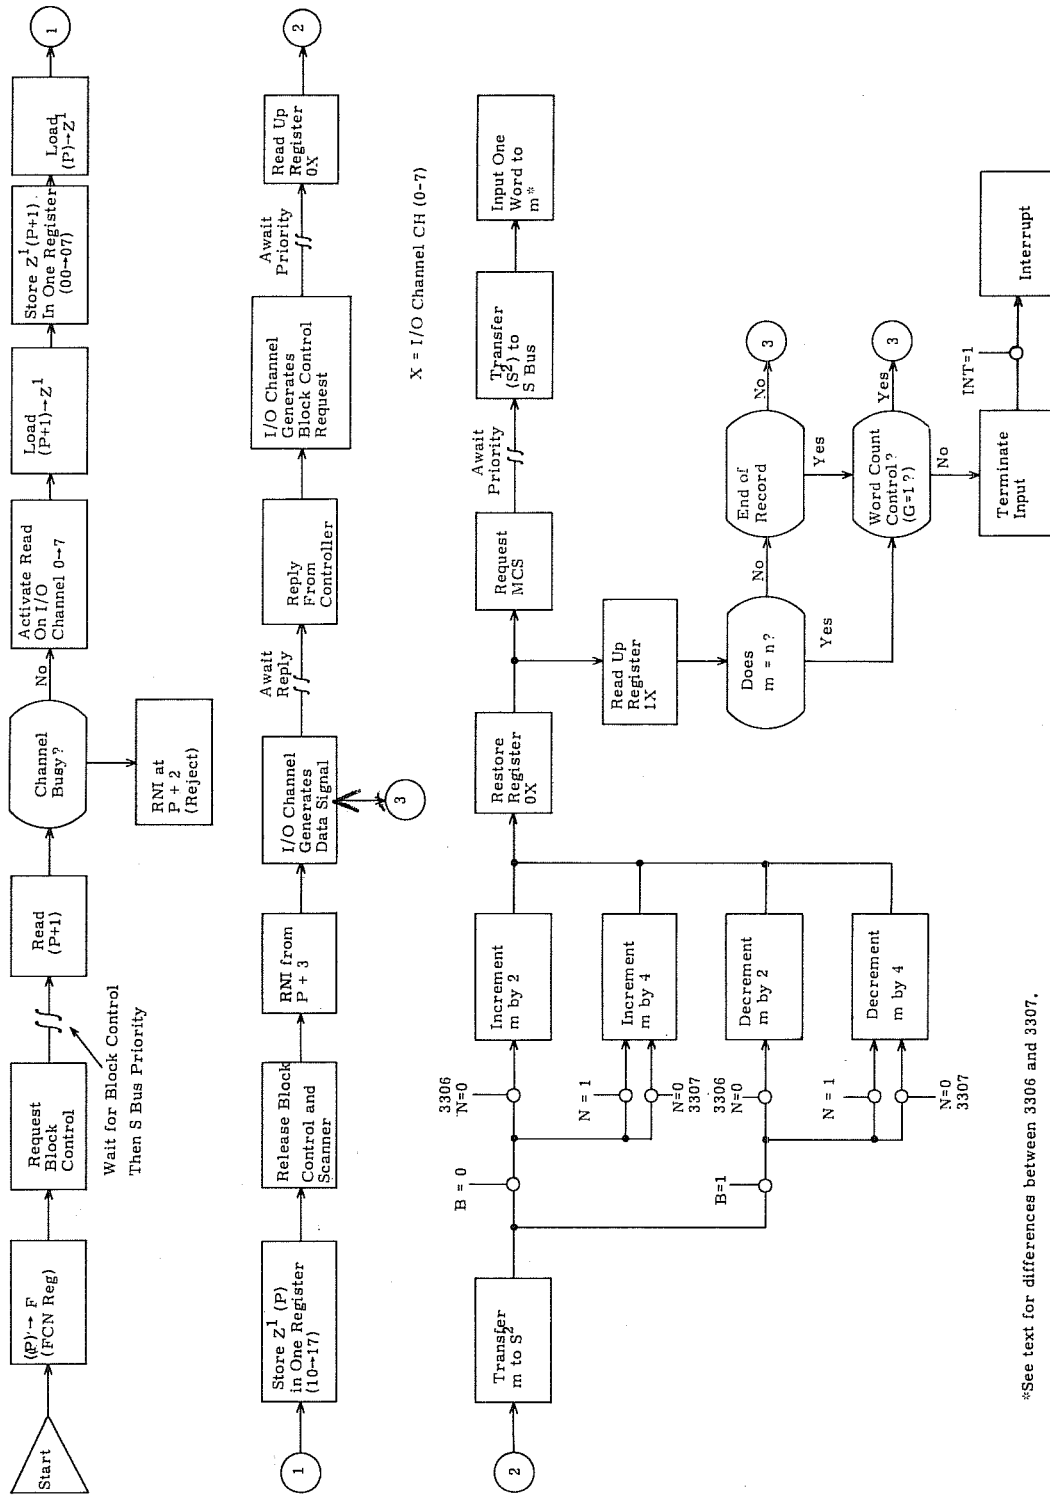 Start
(P) → F
(FCN Reg)
Request
Block
Control
Wait for Block Control
Then S Bus Priority
Read
(P+1)
Channel
Busy?
No
RNI at
P + 2
(Reject)
Activate Read
On I/O
Channel 0→7
Load
(P+1)→Z¹
Store Z¹(P+1)
In One Register
(00→07)
Load
(P)→Z¹
1
1
Store Z¹ (P)
in One Register
(10→17)
Release Block
Control and
Scanner
RNI from
P + 3
I/O Channel
Generates
Data Signal
3
Await
Reply
Reply
From
Controller
I/O Channel
Generates
Block Control
Request
Await
Priority
Read Up
Register
0X
2
X = I/O Channel CH (0-7)
2
Transfer
m to S²
B = 0
B=1
3306
N=0
N = 1
N=0
3307
3306
N=0
N = 1
N=0
3307
Increment
m by 2
Increment
m by 4
Decrement
m by 2
Decrement
m by 4
Restore
Register
0X
Request
MCS
Await
Priority
Transfer
(S²) to
S Bus
Input One
Word to
m*
Read Up
Register
1X
Does
m = n?
No
Yes
End of
Record
No
3
Yes
Word Count
Control?
(G=1?)
Yes
3
No
Terminate
Input
INT=1
Interrupt
*See text for differences between 3306 and 3307.